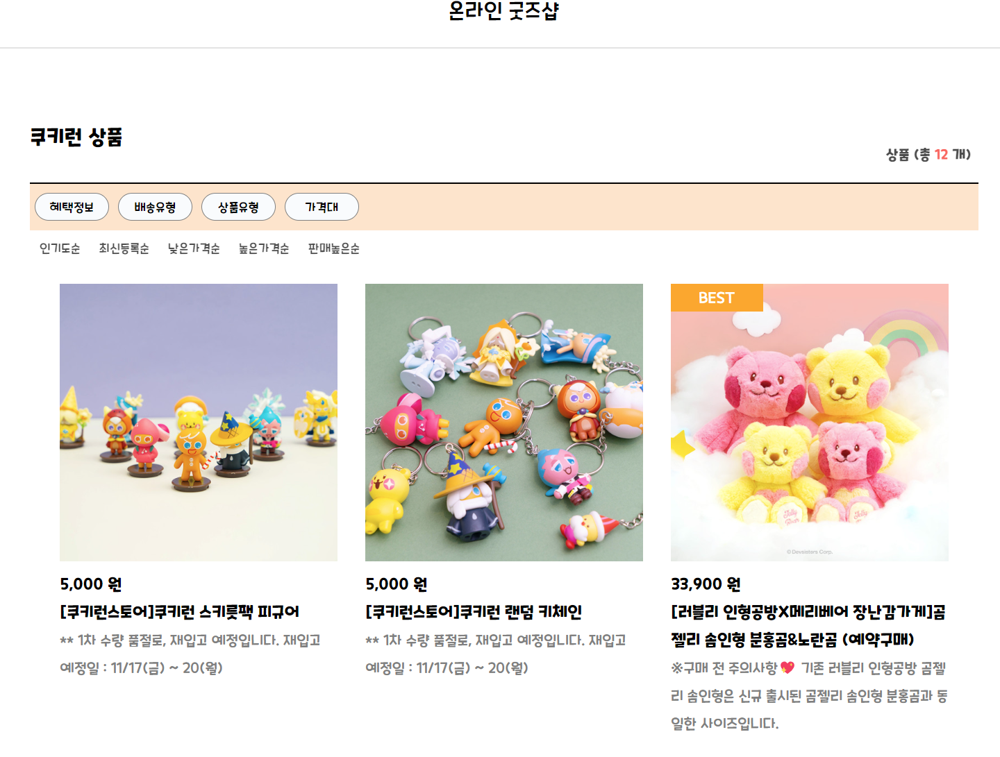 온라인 굿즈샵
쿠키런 상품
상품 (총 12 개)
혜택정보 배송유형 상품유형 가격대
인기도순 최신등록순 낮은가격순 높은가격순 판매높은순
BEST
Jelly Bear
Jelly
© Devsisters Corp.
5,000 원
[쿠키런스토어]쿠키런 스키릇팩 피규어
** 1차 수량 품절로, 재입고 예정입니다. 재입고
예정일 : 11/17(금) ~ 20(월)
5,000 원
[쿠키런스토어]쿠키런 랜덤 키체인
** 1차 수량 품절로, 재입고 예정입니다. 재입고
예정일 : 11/17(금) ~ 20(월)
33,900 원
[러블리 인형공방X메리베어 장난감가게]곰
젤리 솜인형 분홍곰&노란곰 (예약구매)
※구매 전 주의사항💖 기존 러블리 인형공방 곰젤
리 솜인형은 신규 출시된 곰젤리 솜인형 분홍곰과 동
일한 사이즈입니다.